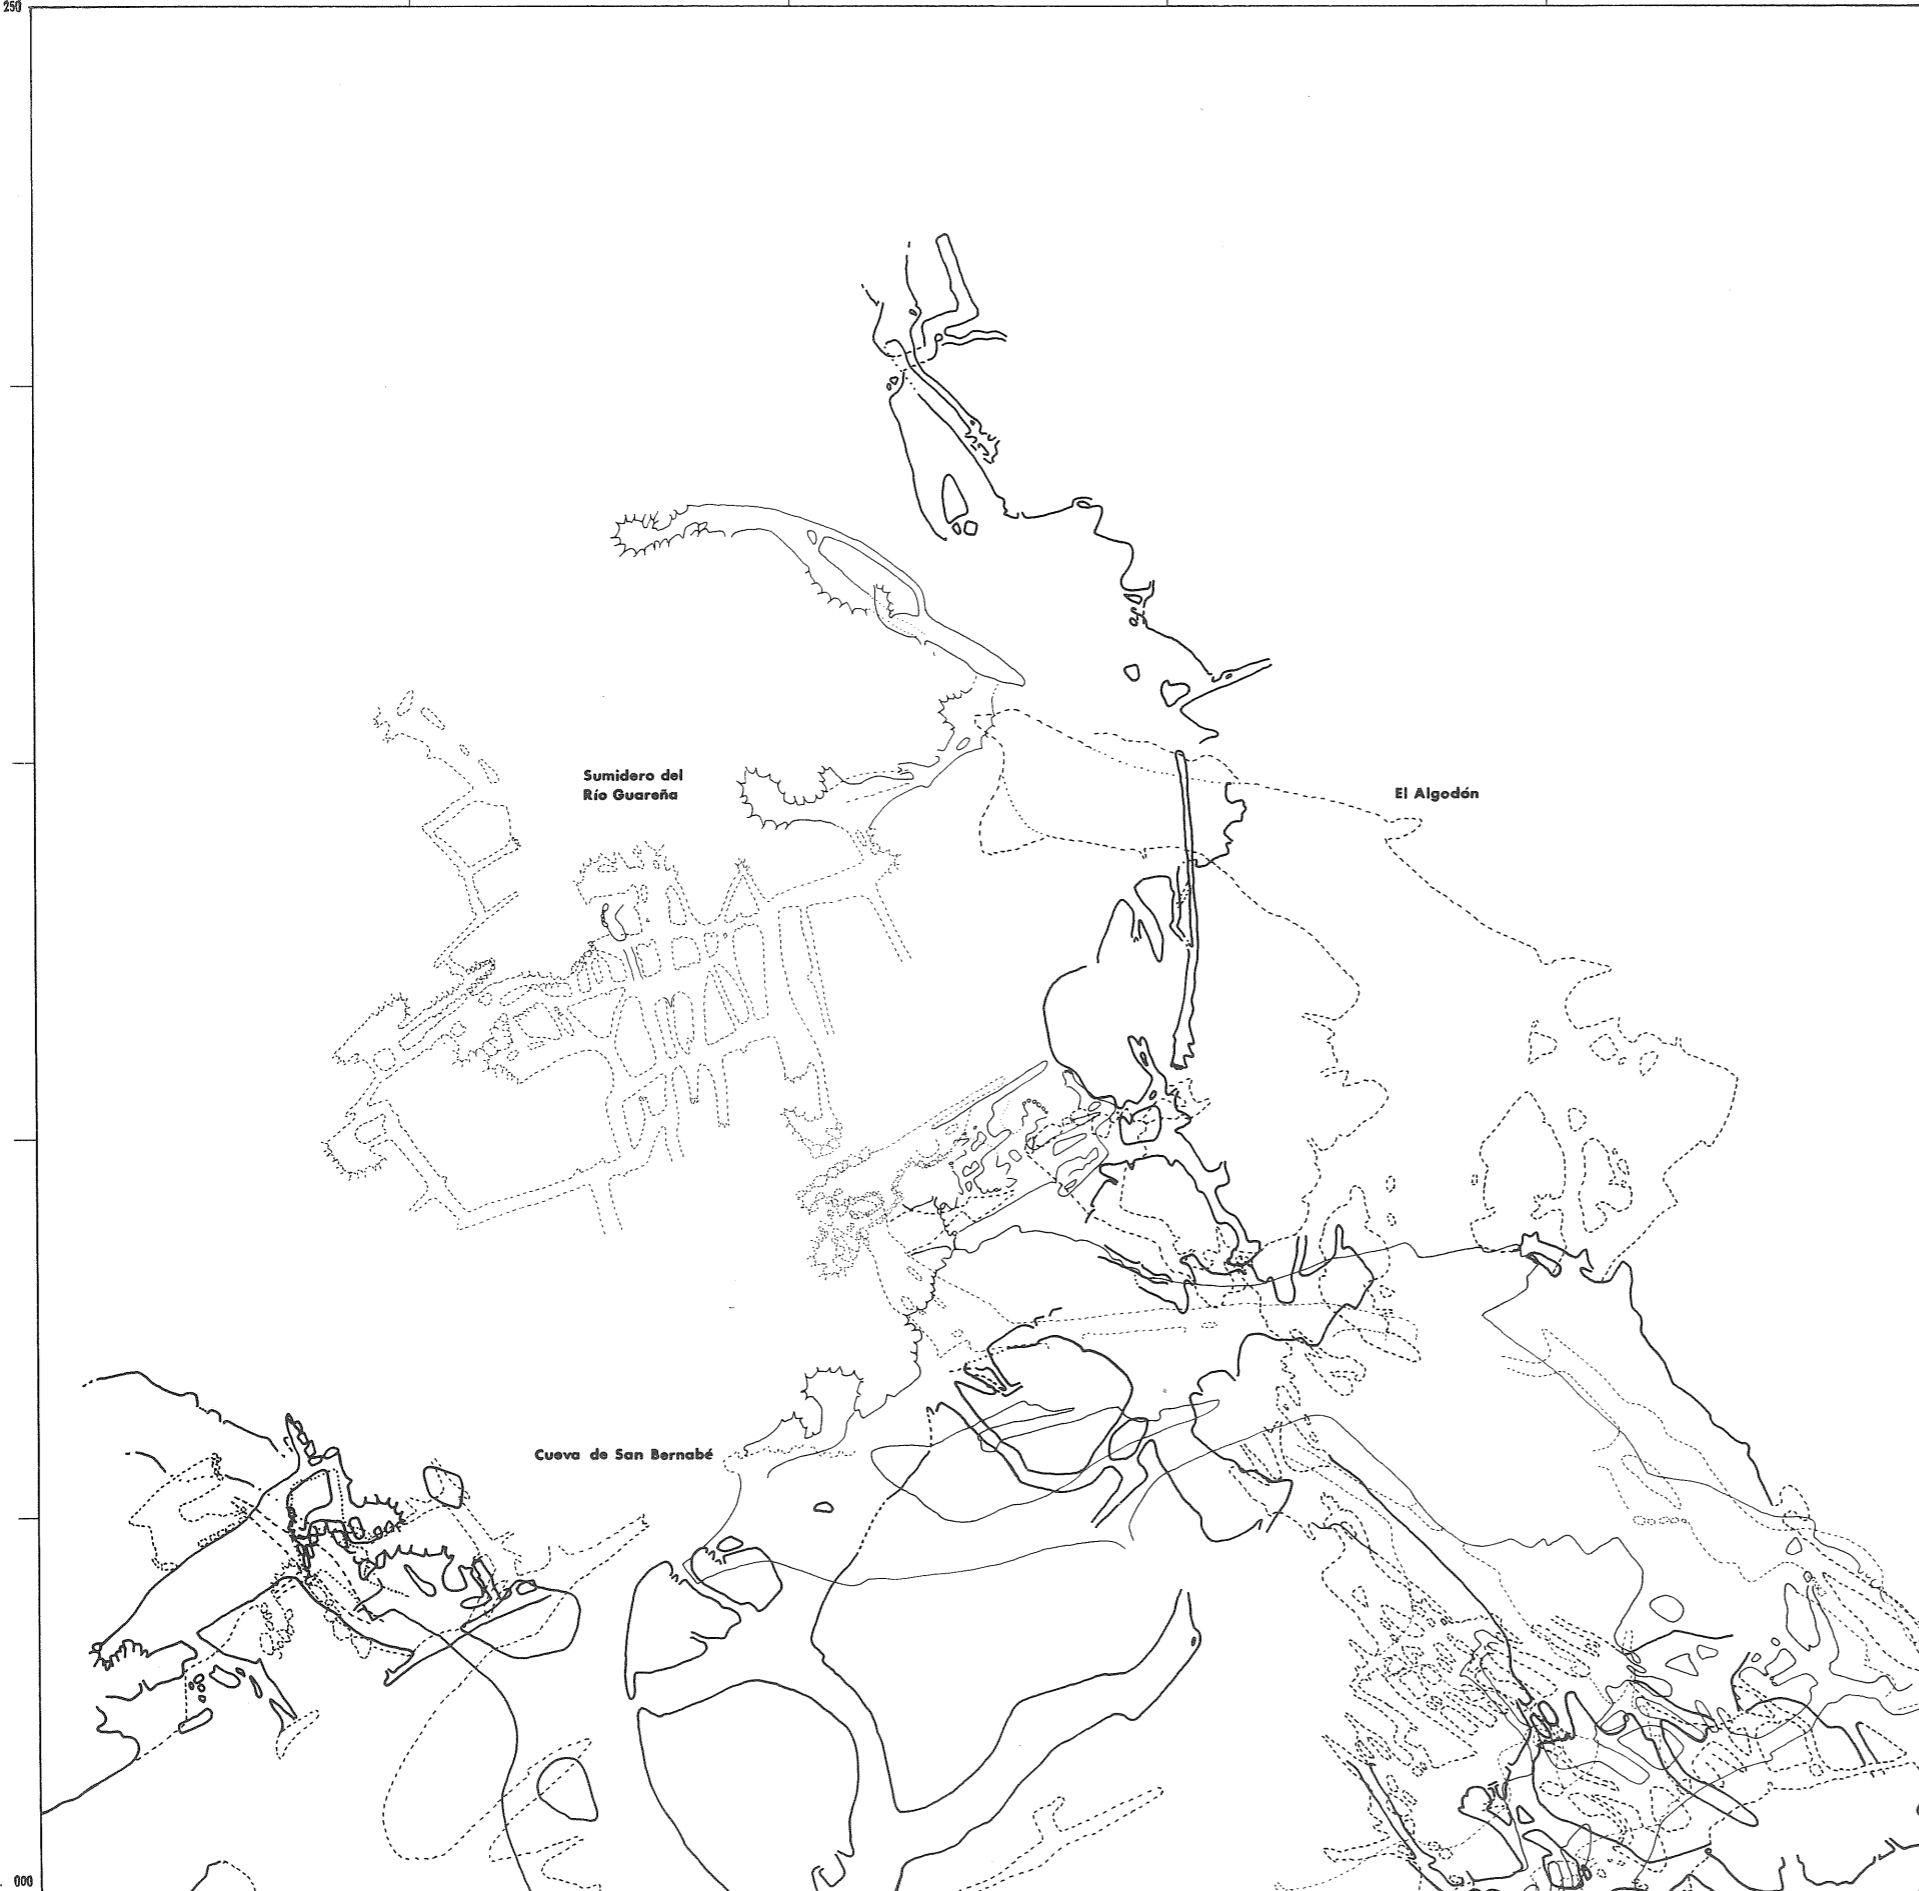 250
Sumidero del
Río Guareña
El Algodón
Cueva de San Bernabé
000